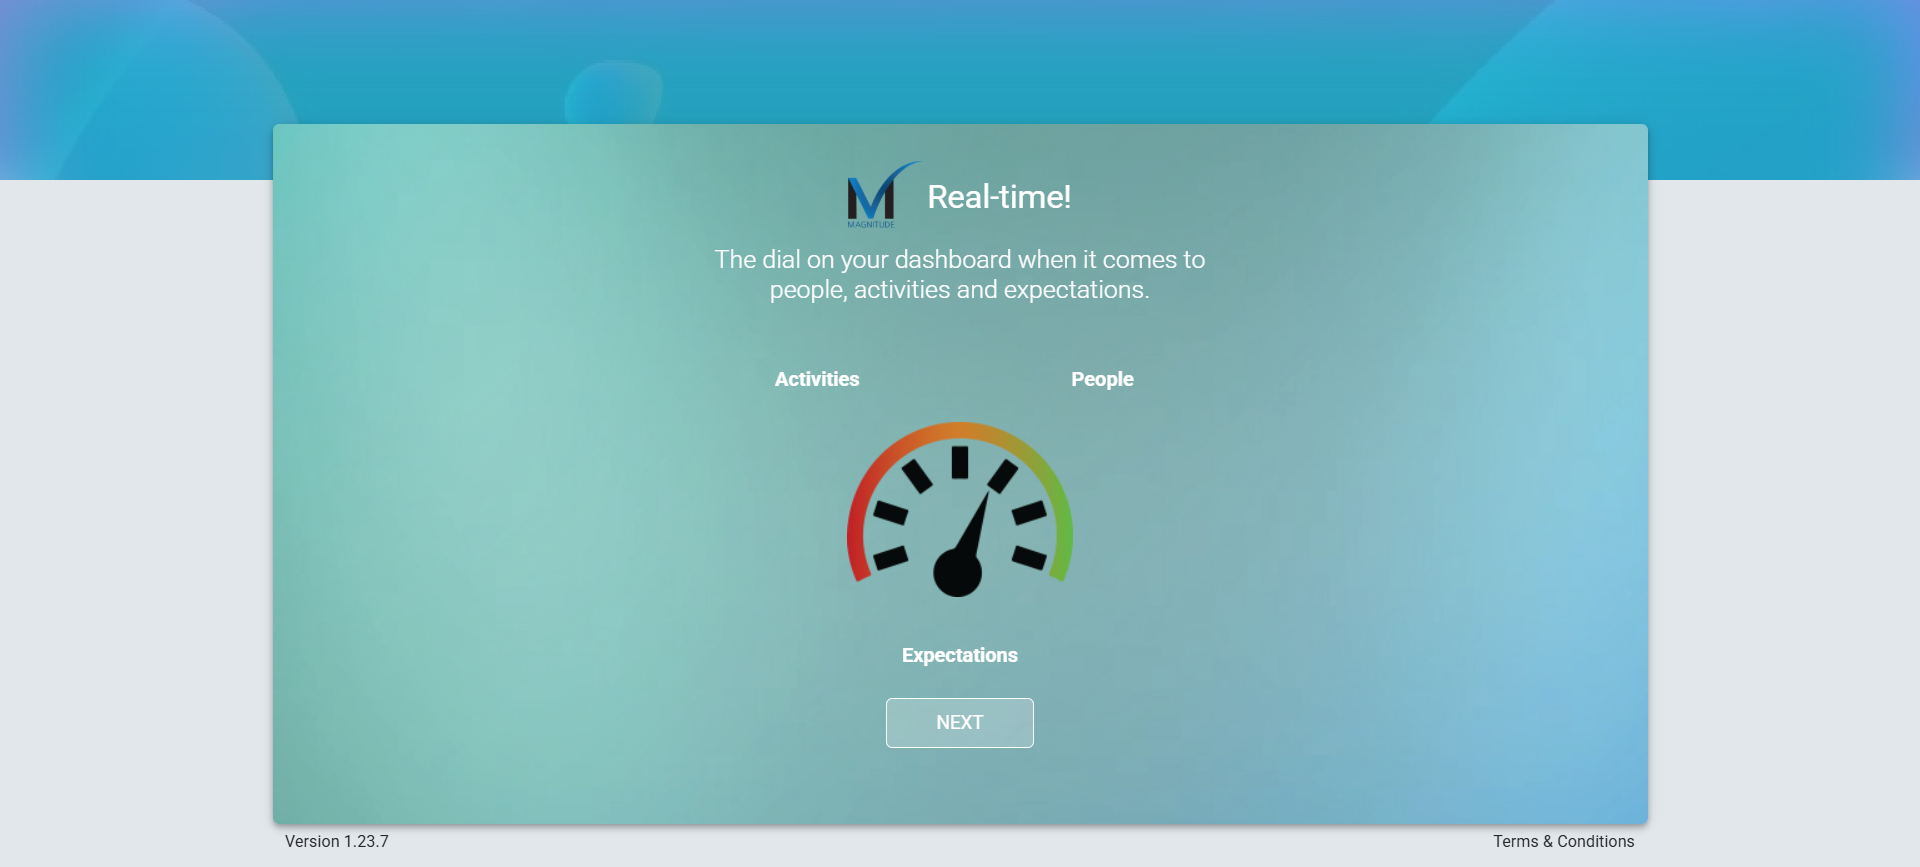 MAGNITUDE
Real-time!
The dial on your dashboard when it comes to
people, activities and expectations.
Activities
People
Expectations
NEXT
Version 1.23.7
Terms & Conditions